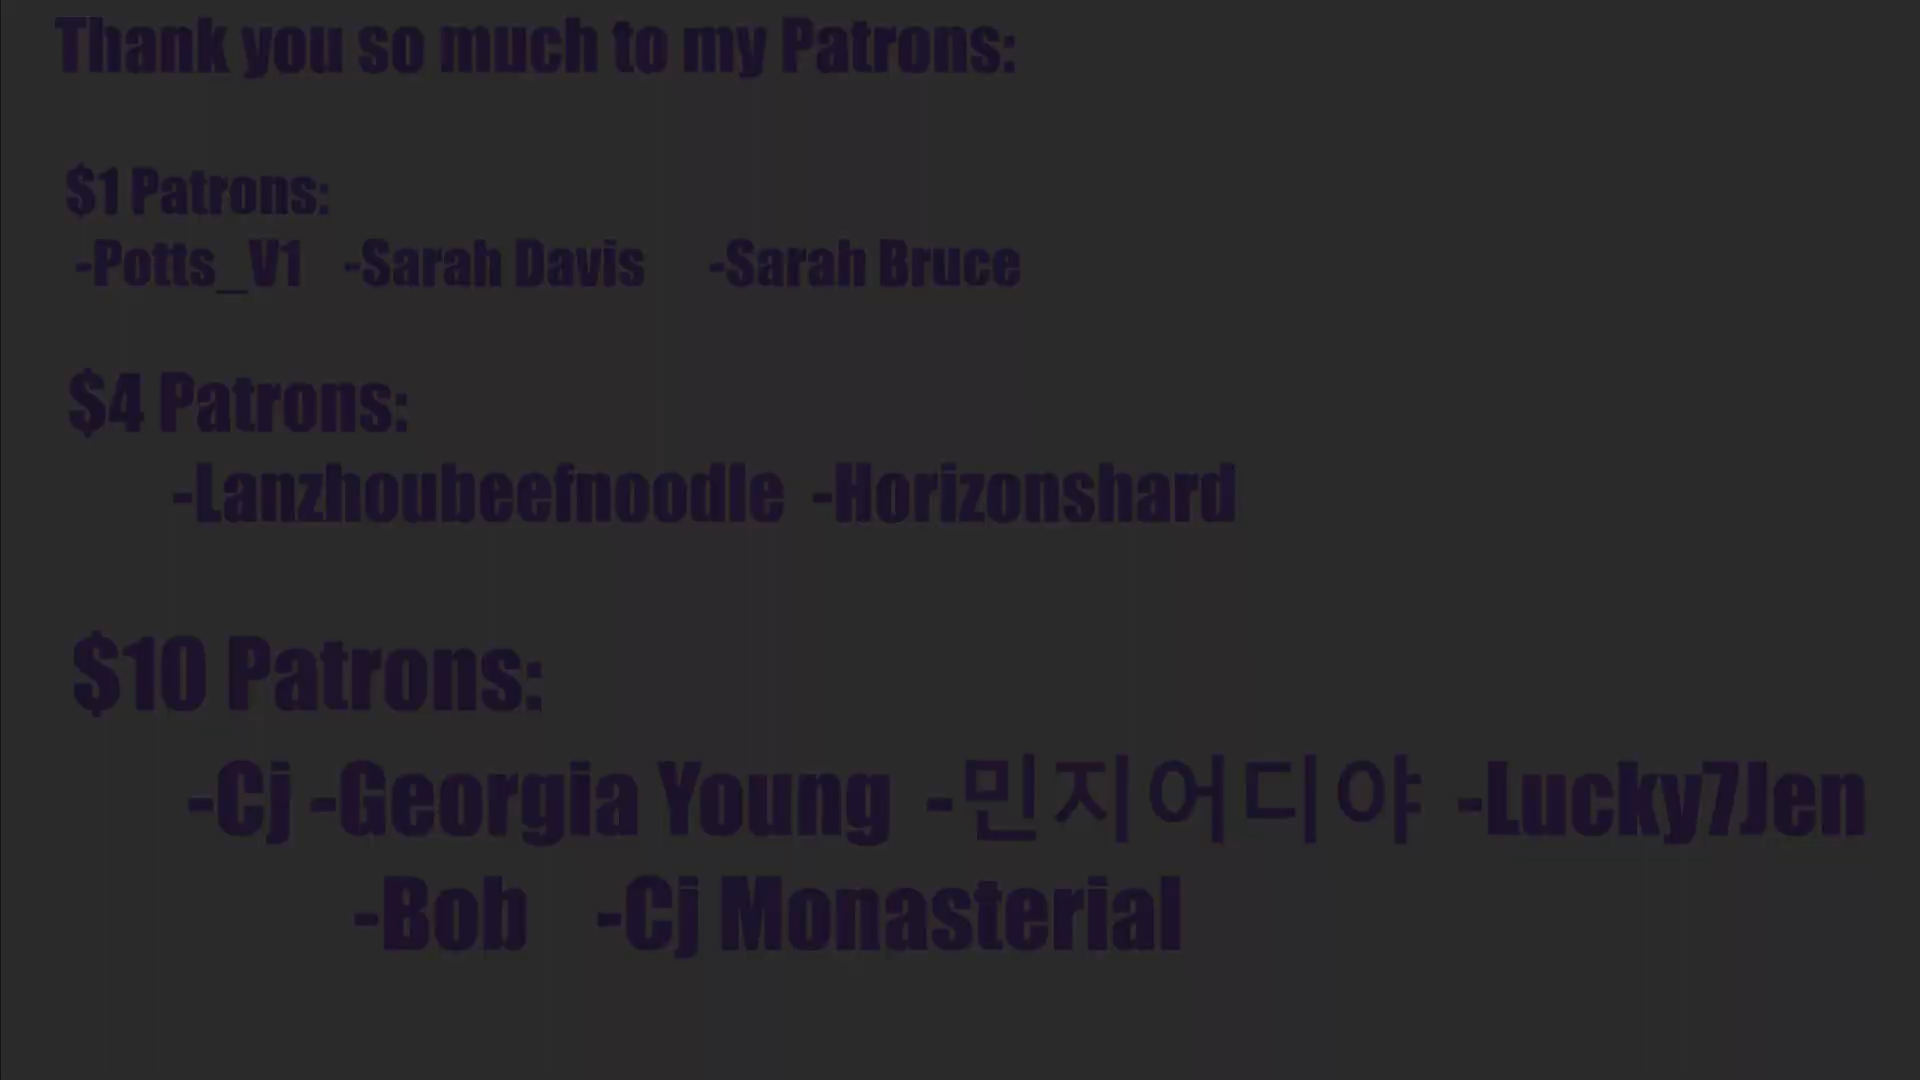 Thank you so much to my Patrons:
$1 Patrons:
-Potts_V1 -Sarah Davis -Sarah Bruce
$4 Patrons:
-Lanzhoubeefnoodle -Horizonshard
$10 Patrons:
-Cj -Georgia Young -민지어디야 -Lucky7Jen
-Bob -Cj Monasterial